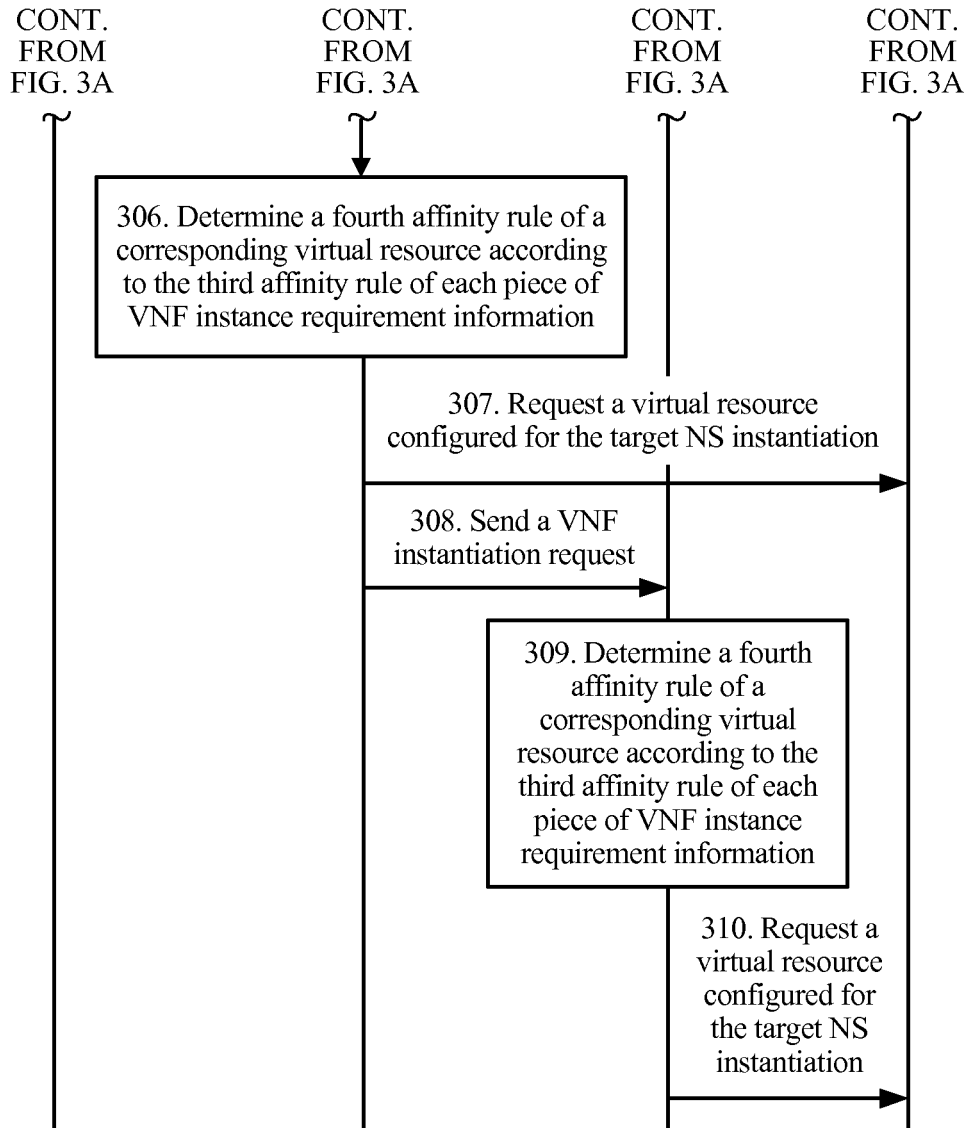 CONT.
FROM
FIG. 3A
CONT.
FROM
FIG. 3A
CONT.
FROM
FIG. 3A
CONT.
FROM
FIG. 3A
306. Determine a fourth affinity rule of a
corresponding virtual resource according
to the third affinity rule of each piece of
VNF instance requirement information
307. Request a virtual resource
configured for the target NS instantiation
308. Send a VNF
instantiation request
309. Determine a fourth
affinity rule of a
corresponding virtual
resource according to the
third affinity rule of each
piece of VNF instance
requirement information
310. Request a
virtual resource
configured for
the target NS
instantiation